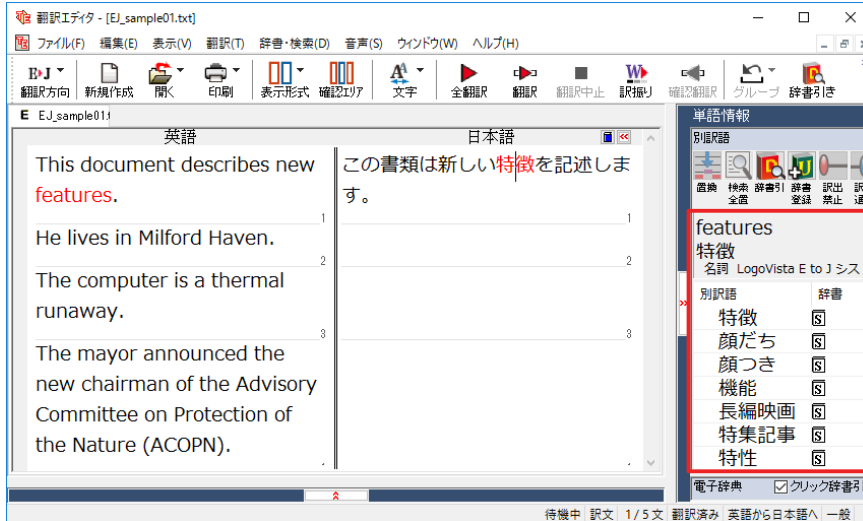 翻訳エディタ - [EJ_sample01.txt]
ファイル(F) 編集(E) 表示(V) 翻訳(T) 辞書・検索(D) 音声(S) ウインドウ(W) ヘルプ(H)
E▸J
翻訳方向 新規作成 開く 印刷 表示形式 確認エリア 文字 全翻訳 翻訳 翻訳中止 訳振り 確認翻訳 グループ 辞書引き
E EJ_sample01.t
英語 日本語
This document describes new
features.
1
この書類は新しい特徴を記述しま
す。
1
He lives in Milford Haven.
2
2
The computer is a thermal
runaway.
3
3
The mayor announced the
new chairman of the Advisory
Committee on Protection of
the Nature (ACOPN).
単語情報
別訳語
置換 検索全置 辞書引 辞書登録 訳出禁止
features
特徴
名詞 LogoVista E to J シス
別訳語 辞書
特徴 S
顔だち S
顔つき S
機能 S
長編映画 S
特集記事 S
特性 S
電子辞典 クリック辞書引
待機中 訳文 1/5文 翻訳済み 英語から日本語へ 一般